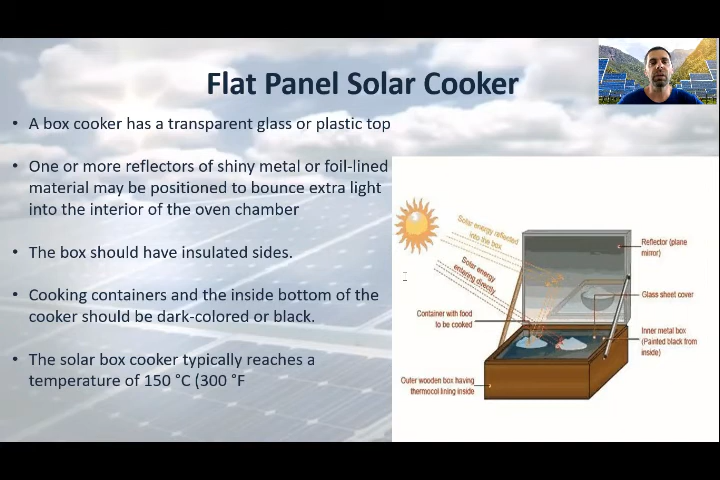 Flat Panel Solar Cooker
• A box cooker has a transparent glass or plastic top
• One or more reflectors of shiny metal or foil-lined
material may be positioned to bounce extra light
into the interior of the oven chamber
• The box should have insulated sides.
• Cooking containers and the inside bottom of the
cooker should be dark-colored or black.
• The solar box cooker typically reaches a
temperature of 150 °C (300 °F
Solar energy reflected
into the box
Solar energy
entering directly
Reflector (plane
mirror)
Glass sheet cover
Container with food
to be cooked
Inner metal box
(Painted black from
inside)
Outer wooden box having
thermocol lining inside